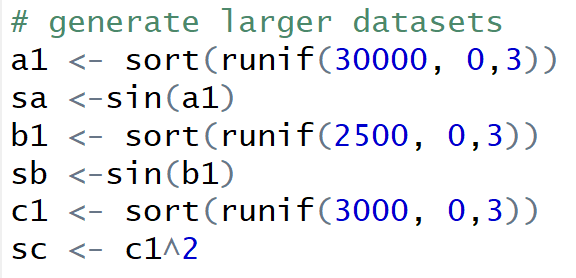 # generate larger datasets
a1 <- sort(runif(30000, 0,3))
sa <-sin(a1)
b1 <- sort(runif(2500, 0,3))
sb <-sin(b1)
c1 <- sort(runif(3000, 0,3))
sc <- c1^2